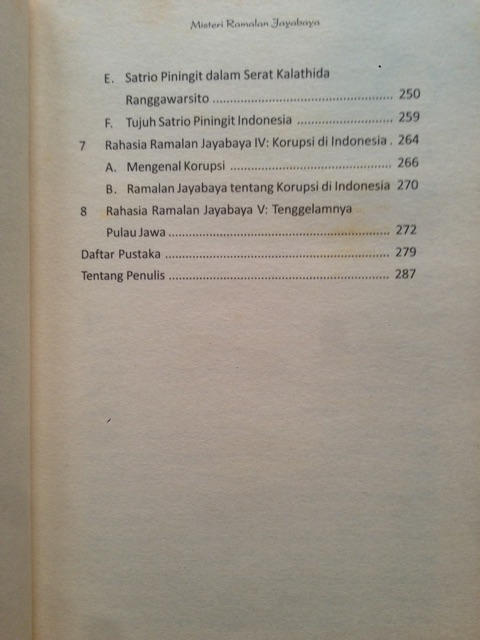 Misteri Ramalan Jayabaya
E. Satrio Piningit dalam Serat Kalathida
Ranggawarsito ................................................ 250
F. Tujuh Satrio Piningit Indonesia ......................... 259
7 Rahasia Ramalan Jayabaya IV: Korupsi di Indonesia . 264
A. Mengenal Korupsi ............................................ 266
B. Ramalan Jayabaya tentang Korupsi di Indonesia 270
8 Rahasia Ramalan Jayabaya V: Tenggelamnya
Pulau Jawa ........................................................... 272
Daftar Pustaka ............................................................ 279
Tentang Penulis ........................................................... 287